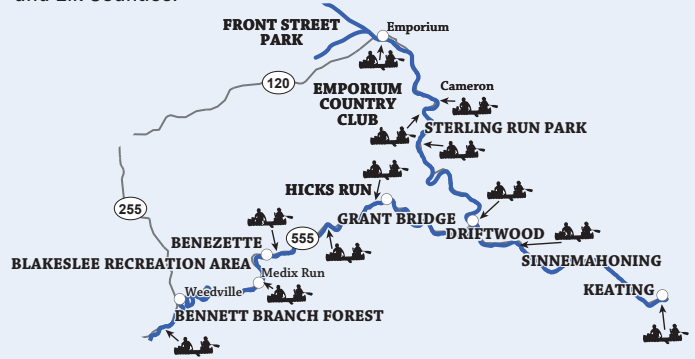 FRONT STREET
PARK
Emporium
120
EMPORIUM
COUNTRY
CLUB
Cameron
STERLING RUN PARK
HICKS RUN
255
GRANT BRIDGE
DRIFTWOOD
BENEZETTE
555
SINNEMAHONING
BLAKESLEE RECREATION AREA
Medix Run
KEATING
Weedville
BENNETT BRANCH FOREST